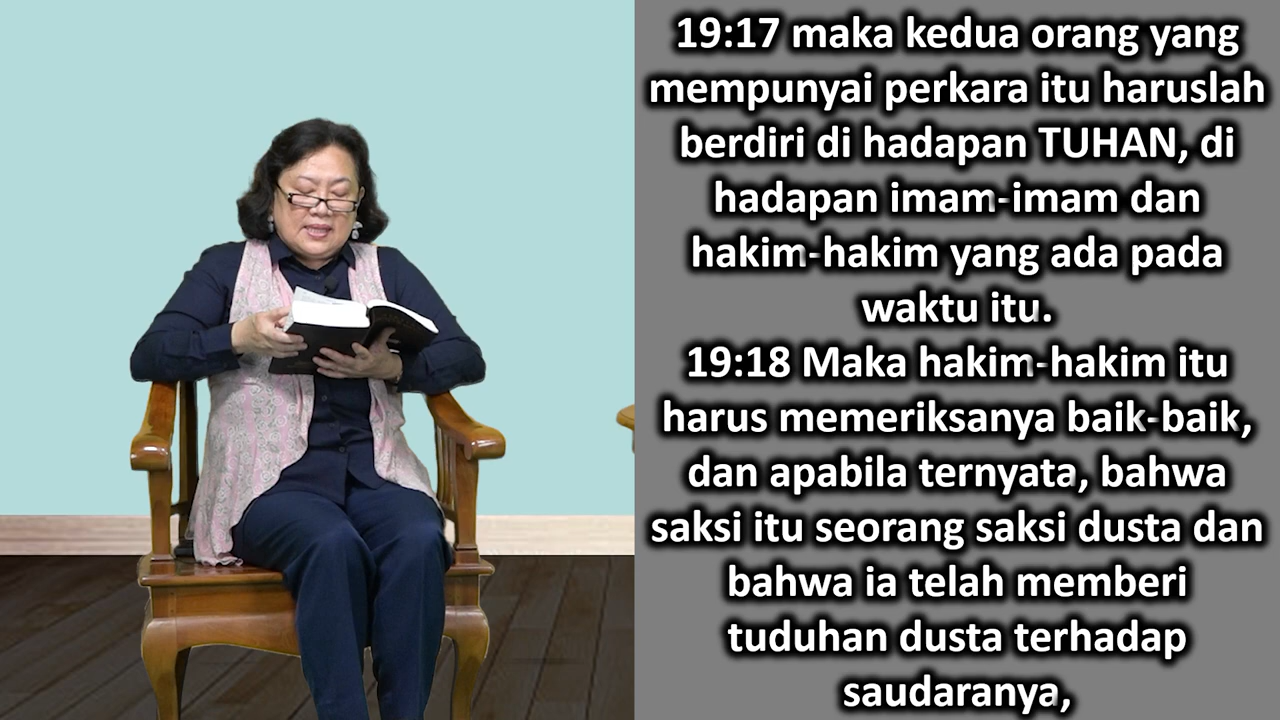 19:17 maka kedua orang yang
mempunyai perkara itu haruslah
berdiri di hadapan TUHAN, di
hadapan imam-imam dan
hakim-hakim yang ada pada
waktu itu.
19:18 Maka hakim-hakim itu
harus memeriksanya baik-baik,
dan apabila ternyata, bahwa
saksi itu seorang saksi dusta dan
bahwa ia telah memberi
tuduhan dusta terhadap
saudaranya,